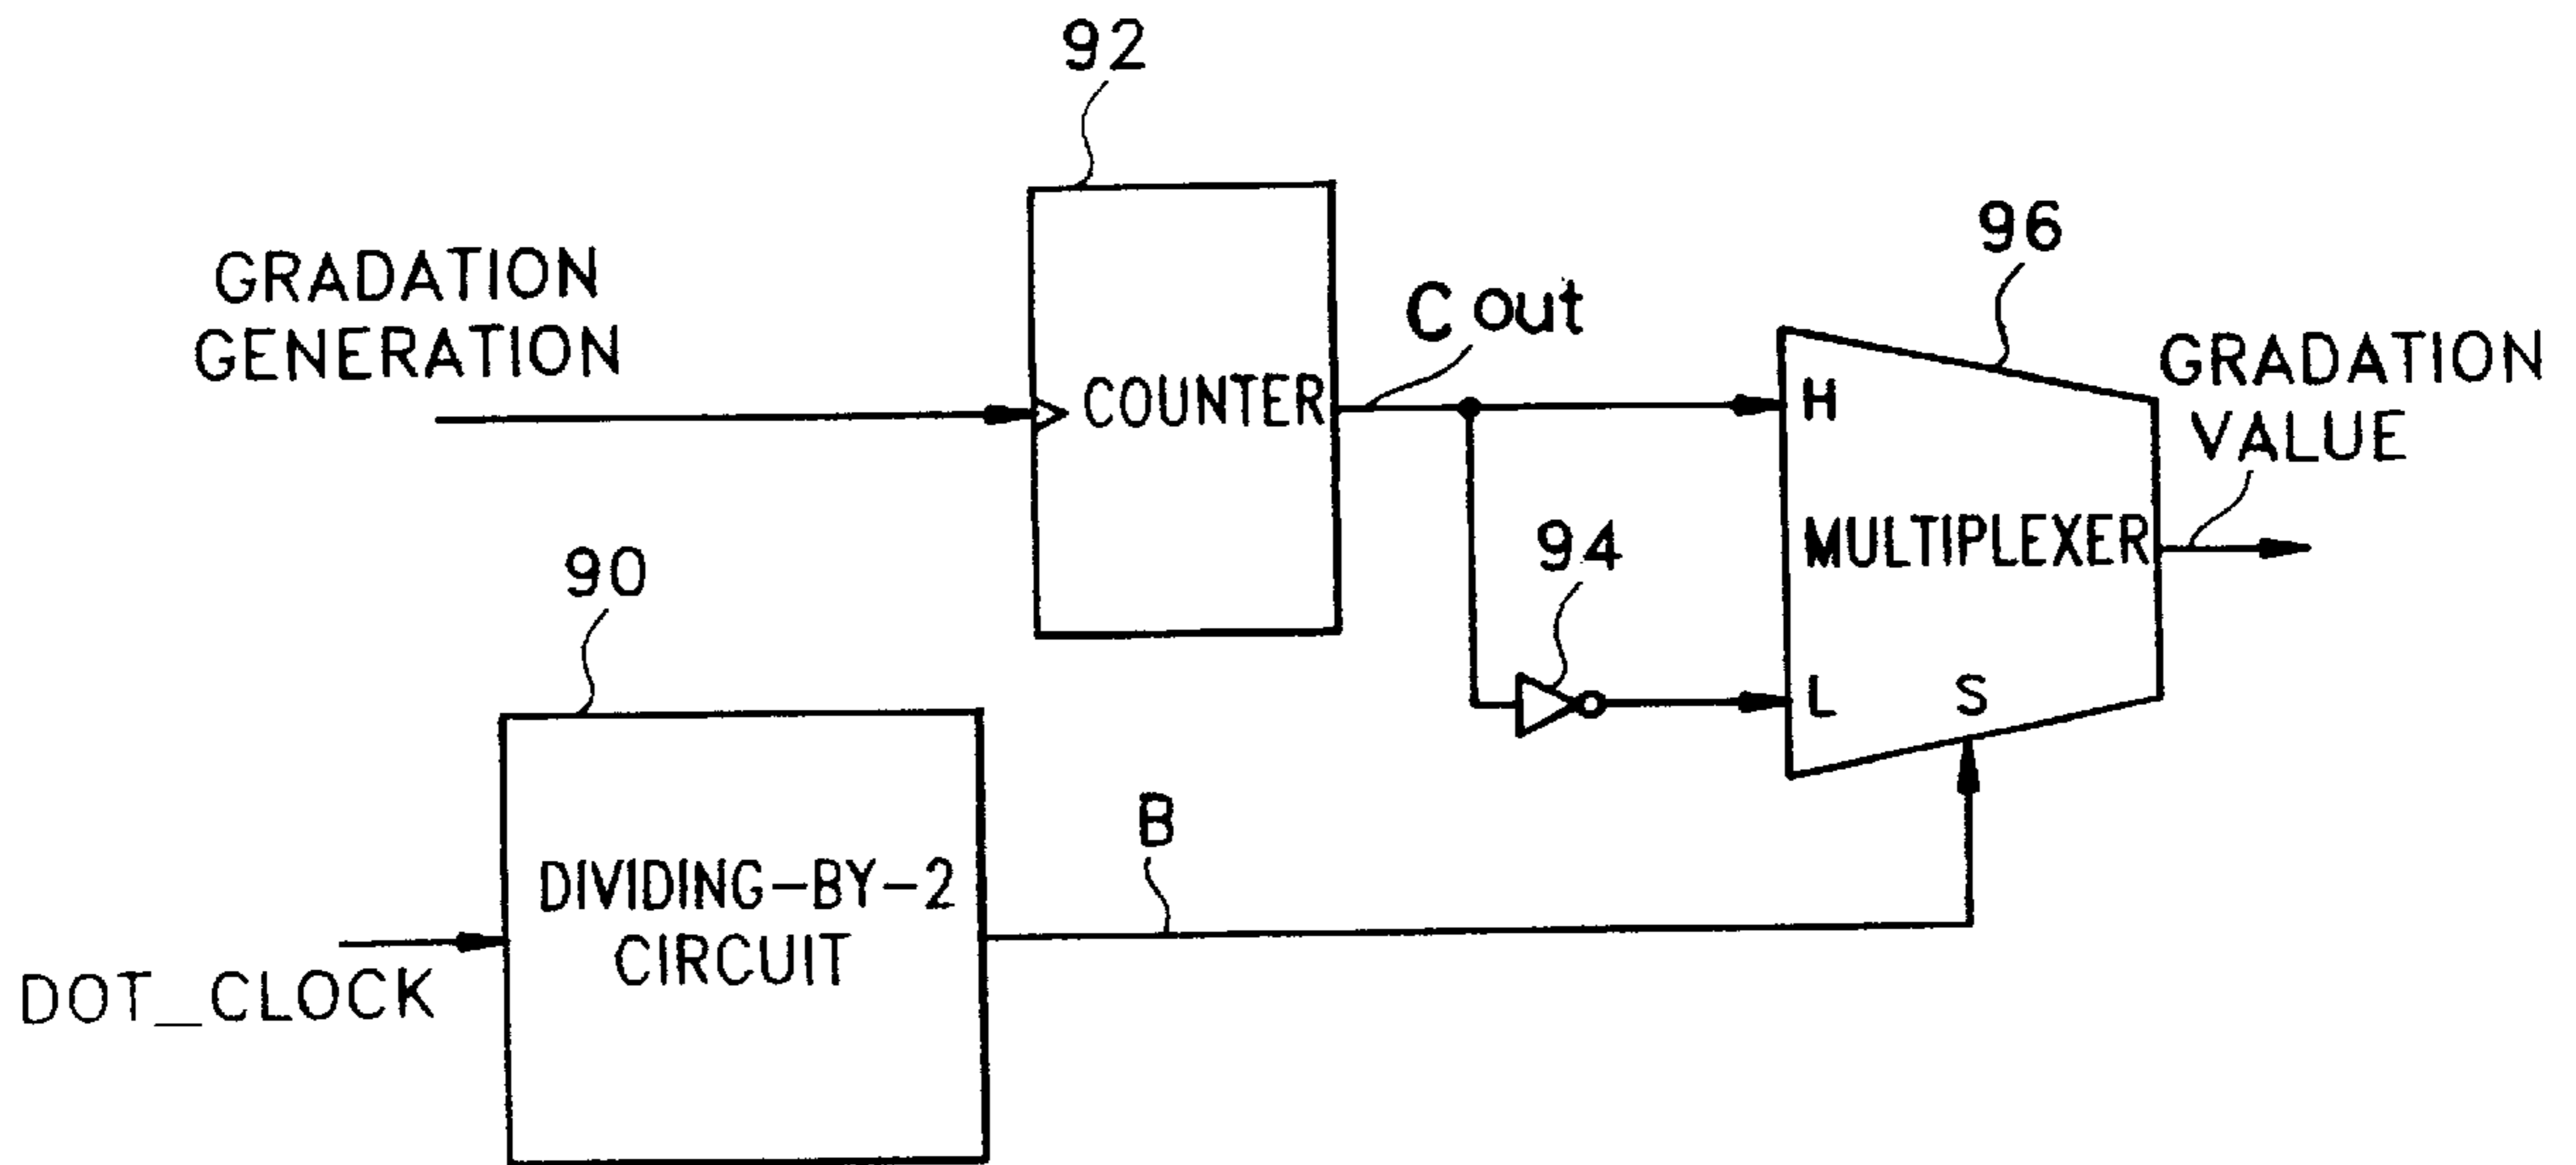 92
96
GRADATION
GENERATION
C out
GRADATION
VALUE
COUNTER
H
MULTIPLEXER
94
90
L
S
B
DIVIDING-BY-2
CIRCUIT
DOT_CLOCK